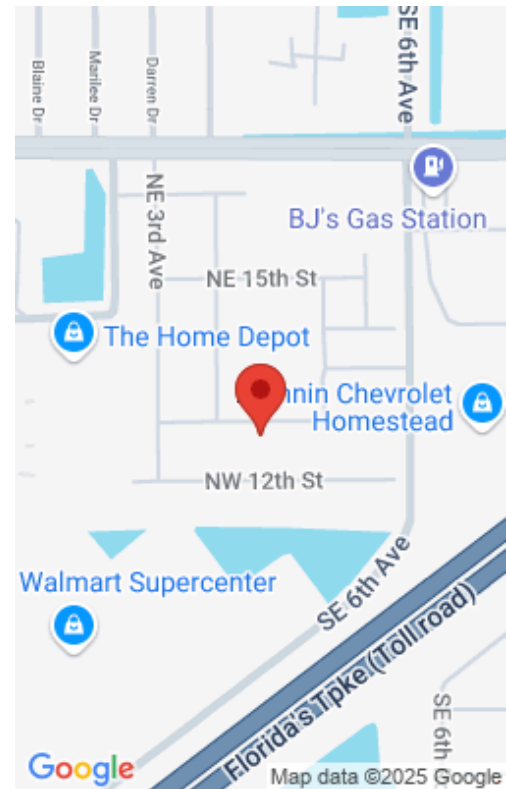 SE 6th Ave
Blaine Dr
Marilee Dr
Darren Dr
NE 3rd Ave
BJ's Gas Station
NE 15th St
The Home Depot
nnin Chevrolet
Homestead
NW 12th St
Walmart Supercenter
SE 6th Ave
Florida's Tpke (Toll road)
SE 6th
Google
Map data ©2025 Google